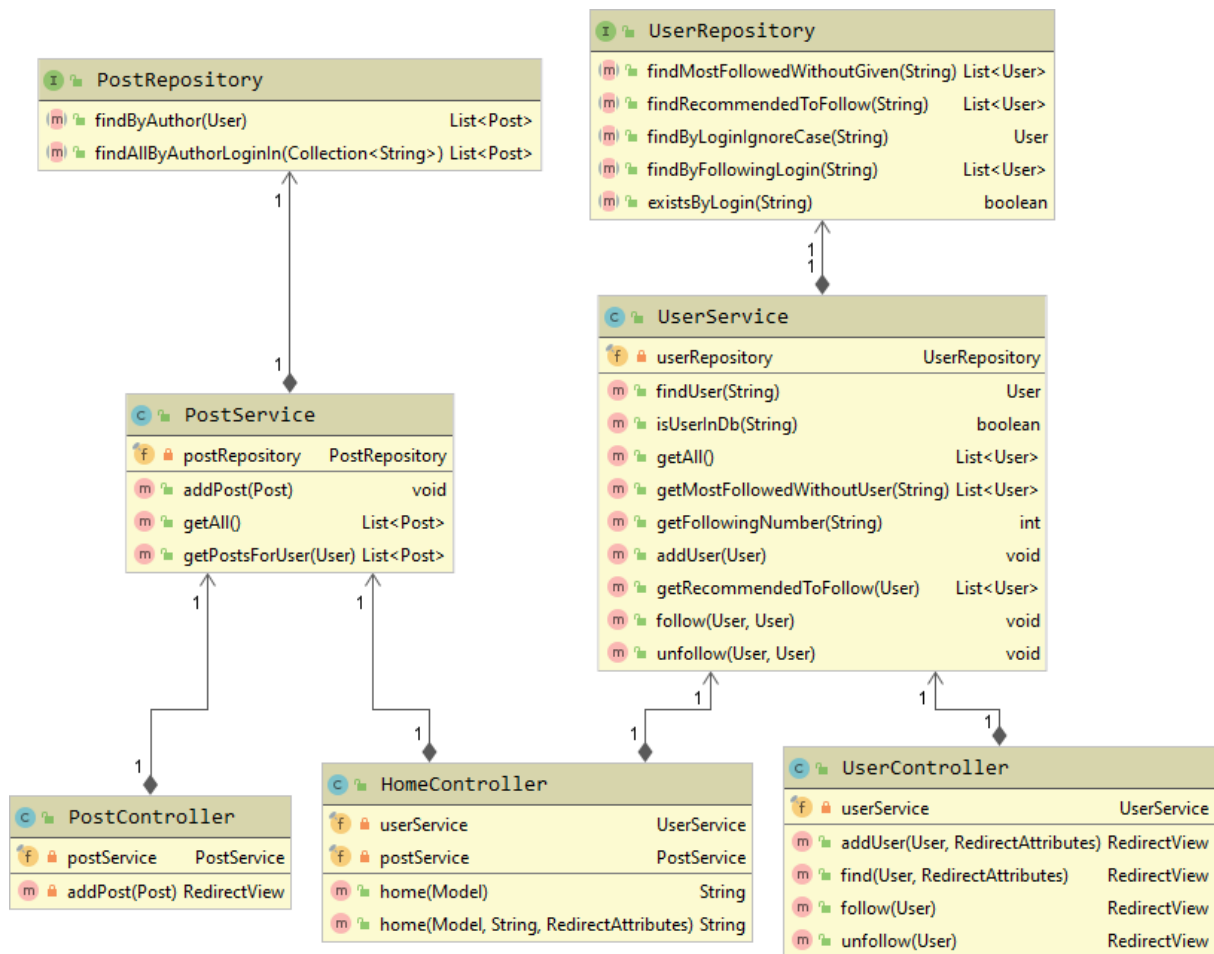 UserRepository
findMostFollowedWithoutGiven(String) List<User>
findRecommendedToFollow(String) List<User>
findByLoginIgnoreCase(String) User
findByFollowingLogin(String) List<User>
existsByLogin(String) boolean
PostRepository
findByAuthor(User) List<Post>
findAllByAuthorLoginIn(Collection<String>) List<Post>
1
1
1
1
UserService
userRepository UserRepository
findUser(String) User
isUserInDb(String) boolean
getAll() List<User>
getMostFollowedWithoutUser(String) List<User>
getFollowingNumber(String) int
addUser(User) void
getRecommendedToFollow(User) List<User>
follow(User, User) void
unfollow(User, User) void
PostService
postRepository PostRepository
addPost(Post) void
getAll() List<Post>
getPostsForUser(User) List<Post>
1
1
1
1
1
1
1
1
PostController
postService PostService
addPost(Post) RedirectView
HomeController
userService UserService
postService PostService
home(Model) String
home(Model, String, RedirectAttributes) String
UserController
userService UserService
addUser(User, RedirectAttributes) RedirectView
find(User, RedirectAttributes) RedirectView
follow(User) RedirectView
unfollow(User) RedirectView